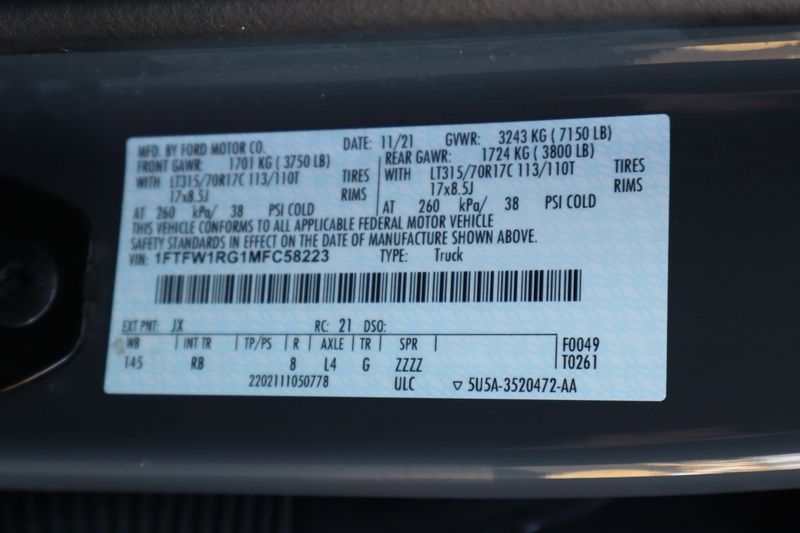 MFD. BY FORD MOTOR CO. DATE: 11/21 GVWR: 3243 KG ( 7150 LB)
FRONT GAWR: 1701 KG ( 3750 LB) REAR GAWR: 1724 KG ( 3800 LB)
WITH LT315/70R17C 113/110T TIRES WITH LT315/70R17C 113/110T TIRES
17x8.5J RIMS 17x8.5J RIMS
AT 260 kPa/ 38 PSI COLD AT 260 kPa/ 38 PSI COLD
THIS VEHICLE CONFORMS TO ALL APPLICABLE FEDERAL MOTOR VEHICLE
SAFETY STANDARDS IN EFFECT ON THE DATE OF MANUFACTURE SHOWN ABOVE.
VIN: 1FTFW1RG1MFC58223 TYPE: Truck
EXT PNT: JX RC: 21 DSO:
WB INT TR TP/PS R AXLE TR SPR F0049
145 RB 8 L4 G ZZZZ T0261
2202111050778 ULC ▽ 5U5A-3520472-AA